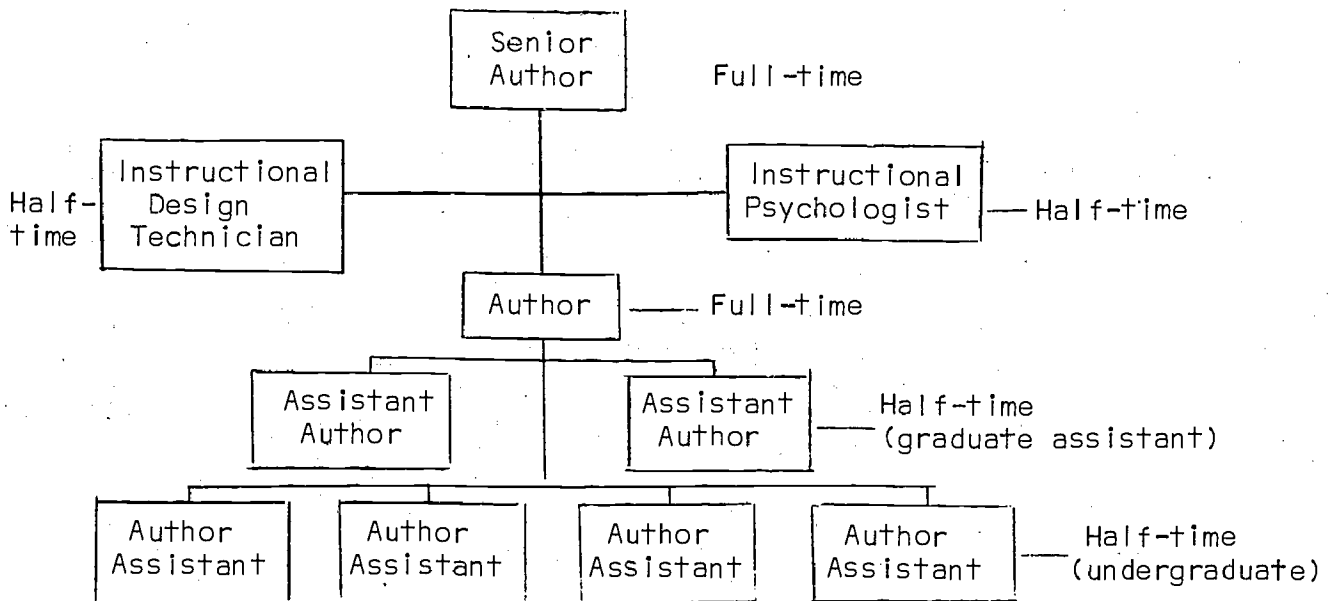 Senior
Author
Full-time
Instructional
Design
Technician
Half-
time
Instructional
Psychologist
Half-time
Author
Full-time
Assistant
Author
Assistant
Author
Half-time
(graduate assistant)
Author
Assistant
Author
Assistant
Author
Assistant
Author
Assistant
Half-time
(undergraduate)